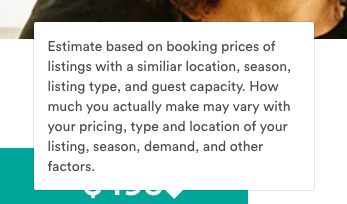 Estimate based on booking prices of
listings with a similiar location, season,
listing type, and guest capacity. How
much you actually make may vary with
your pricing, type and location of your
listing, season, demand, and other
factors.